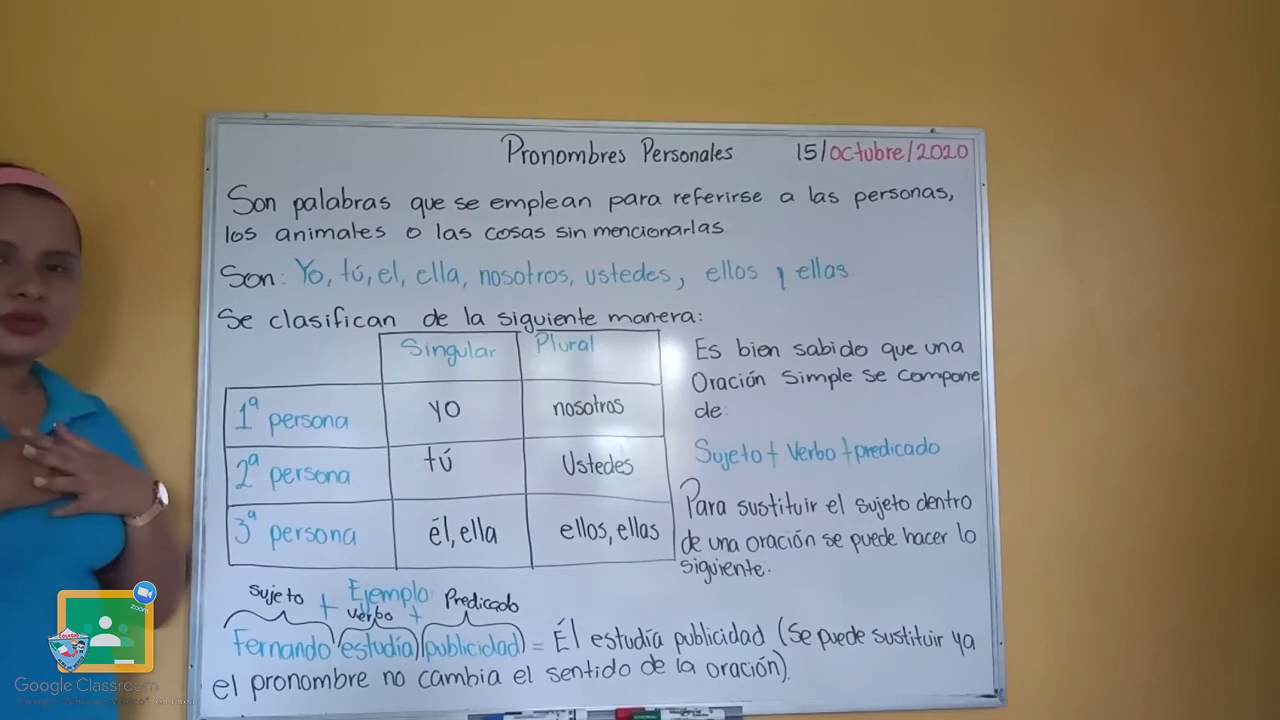 Pronombres Personales 15/octubre/2020
Son palabras que se emplean para referirse a las personas,
los animales o las cosas sin mencionarlas
Son: Yo, tú, el, ella, nosotros, ustedes, ellos y ellas
Se clasifican de la siguiente manera:
Singular Plural
1ª persona yo nosotros
2ª persona tú Ustedes
3ª persona él, ella ellos, ellas
Es bien sabido que una
Oración Simple se compone
de:
Sujeto + Verbo + predicado
Para sustituir el sujeto dentro
de una oración se puede hacer lo
siguiente.
Ejemplo
Sujeto + verbo + Predicado
Fernando estudia publicidad = Él estudia publicidad (Se puede sustituir ya
el pronombre no cambia el sentido de la oración).
zoom
COLEGIO
Google Classroom